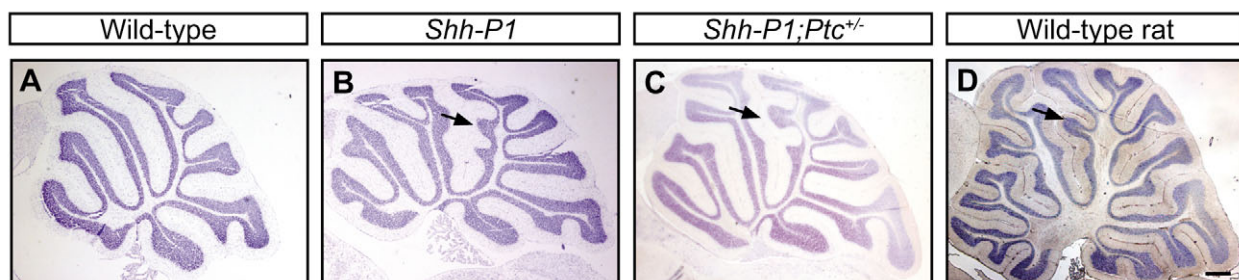 Wild-type
Shh-P1
Shh-P1;Ptc+/-
Wild-type rat
A
B
C
D